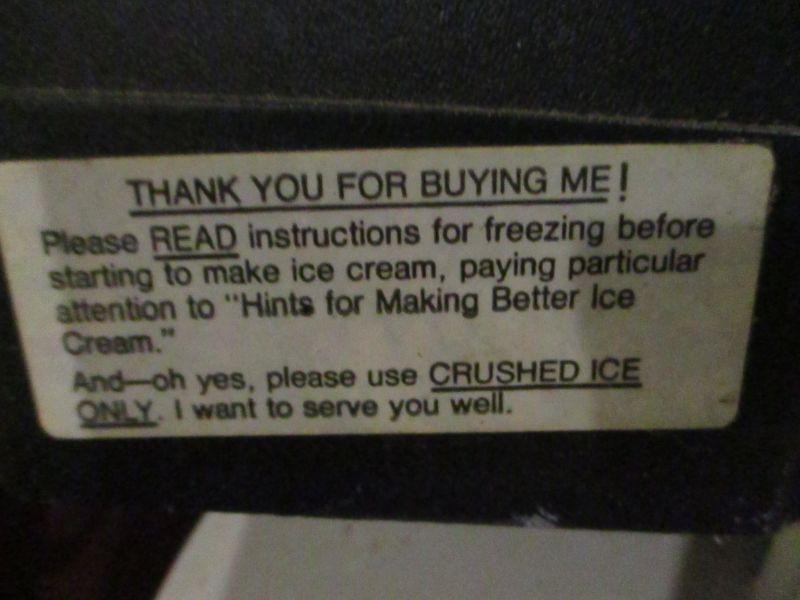 THANK YOU FOR BUYING ME!
Please READ instructions for freezing before
starting to make ice cream, paying particular
attention to "Hints for Making Better Ice
Cream."
And—oh yes, please use CRUSHED ICE
ONLY. I want to serve you well.